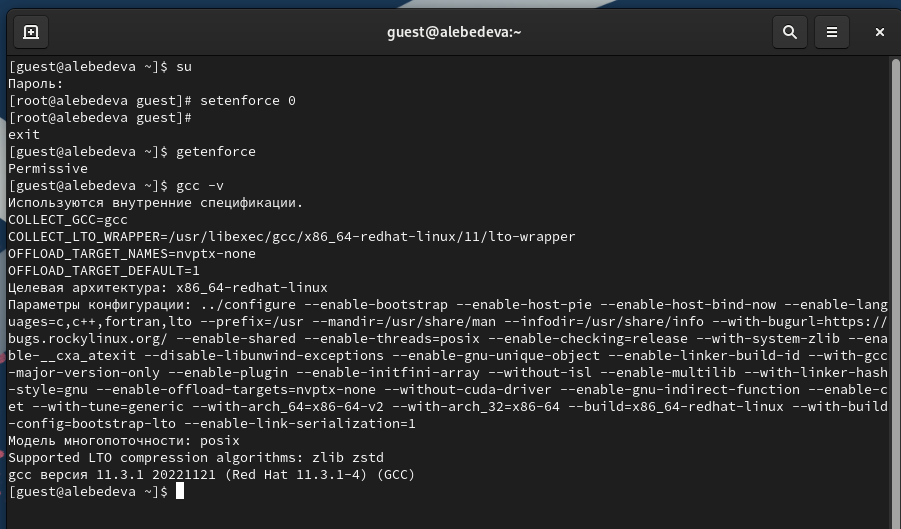 guest@alebedeva:~
[guest@alebedeva ~]$ su
Пароль:
[root@alebedeva guest]# setenforce 0
[root@alebedeva guest]#
exit
[guest@alebedeva ~]$ getenforce
Permissive
[guest@alebedeva ~]$ gcc -v
Используются внутренние спецификации.
COLLECT_GCC=gcc
COLLECT_LTO_WRAPPER=/usr/libexec/gcc/x86_64-redhat-linux/11/lto-wrapper
OFFLOAD_TARGET_NAMES=nvptx-none
OFFLOAD_TARGET_DEFAULT=1
Целевая архитектура: x86_64-redhat-linux
Параметры конфигурации: ../configure --enable-bootstrap --enable-host-pie --enable-host-bind-now --enable-lang
uages=c,c++,fortran,lto --prefix=/usr --mandir=/usr/share/man --infodir=/usr/share/info --with-bugurl=https://
bugs.rockylinux.org/ --enable-shared --enable-threads=posix --enable-checking=release --with-system-zlib --ena
ble-__cxa_atexit --disable-libunwind-exceptions --enable-gnu-unique-object --enable-linker-build-id --with-gcc
-major-version-only --enable-plugin --enable-initfini-array --without-isl --enable-multilib --with-linker-hash
-style=gnu --enable-offload-targets=nvptx-none --without-cuda-driver --enable-gnu-indirect-function --enable-c
et --with-tune=generic --with-arch_64=x86-64-v2 --with-arch_32=x86-64 --build=x86_64-redhat-linux --with-build
-config=bootstrap-lto --enable-link-serialization=1
Модель многопоточности: posix
Supported LTO compression algorithms: zlib zstd
gcc версия 11.3.1 20221121 (Red Hat 11.3.1-4) (GCC)
[guest@alebedeva ~]$